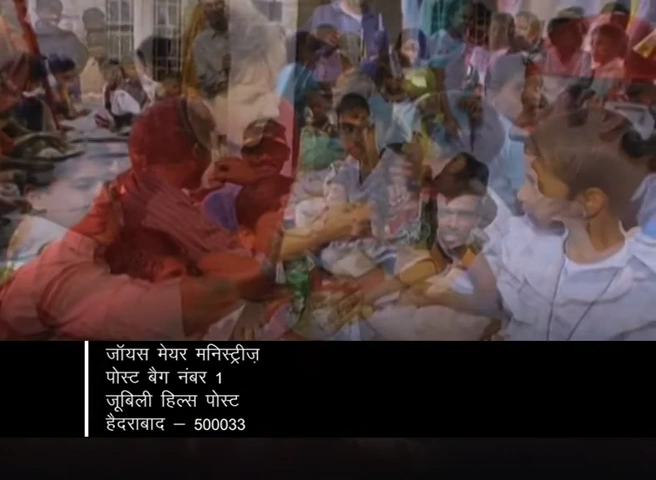 जॉयस मेयर मनिस्ट्रीज़
पोस्ट बैग नंबर 1
जूबिली हिल्स पोस्ट
हैदराबाद – 500033